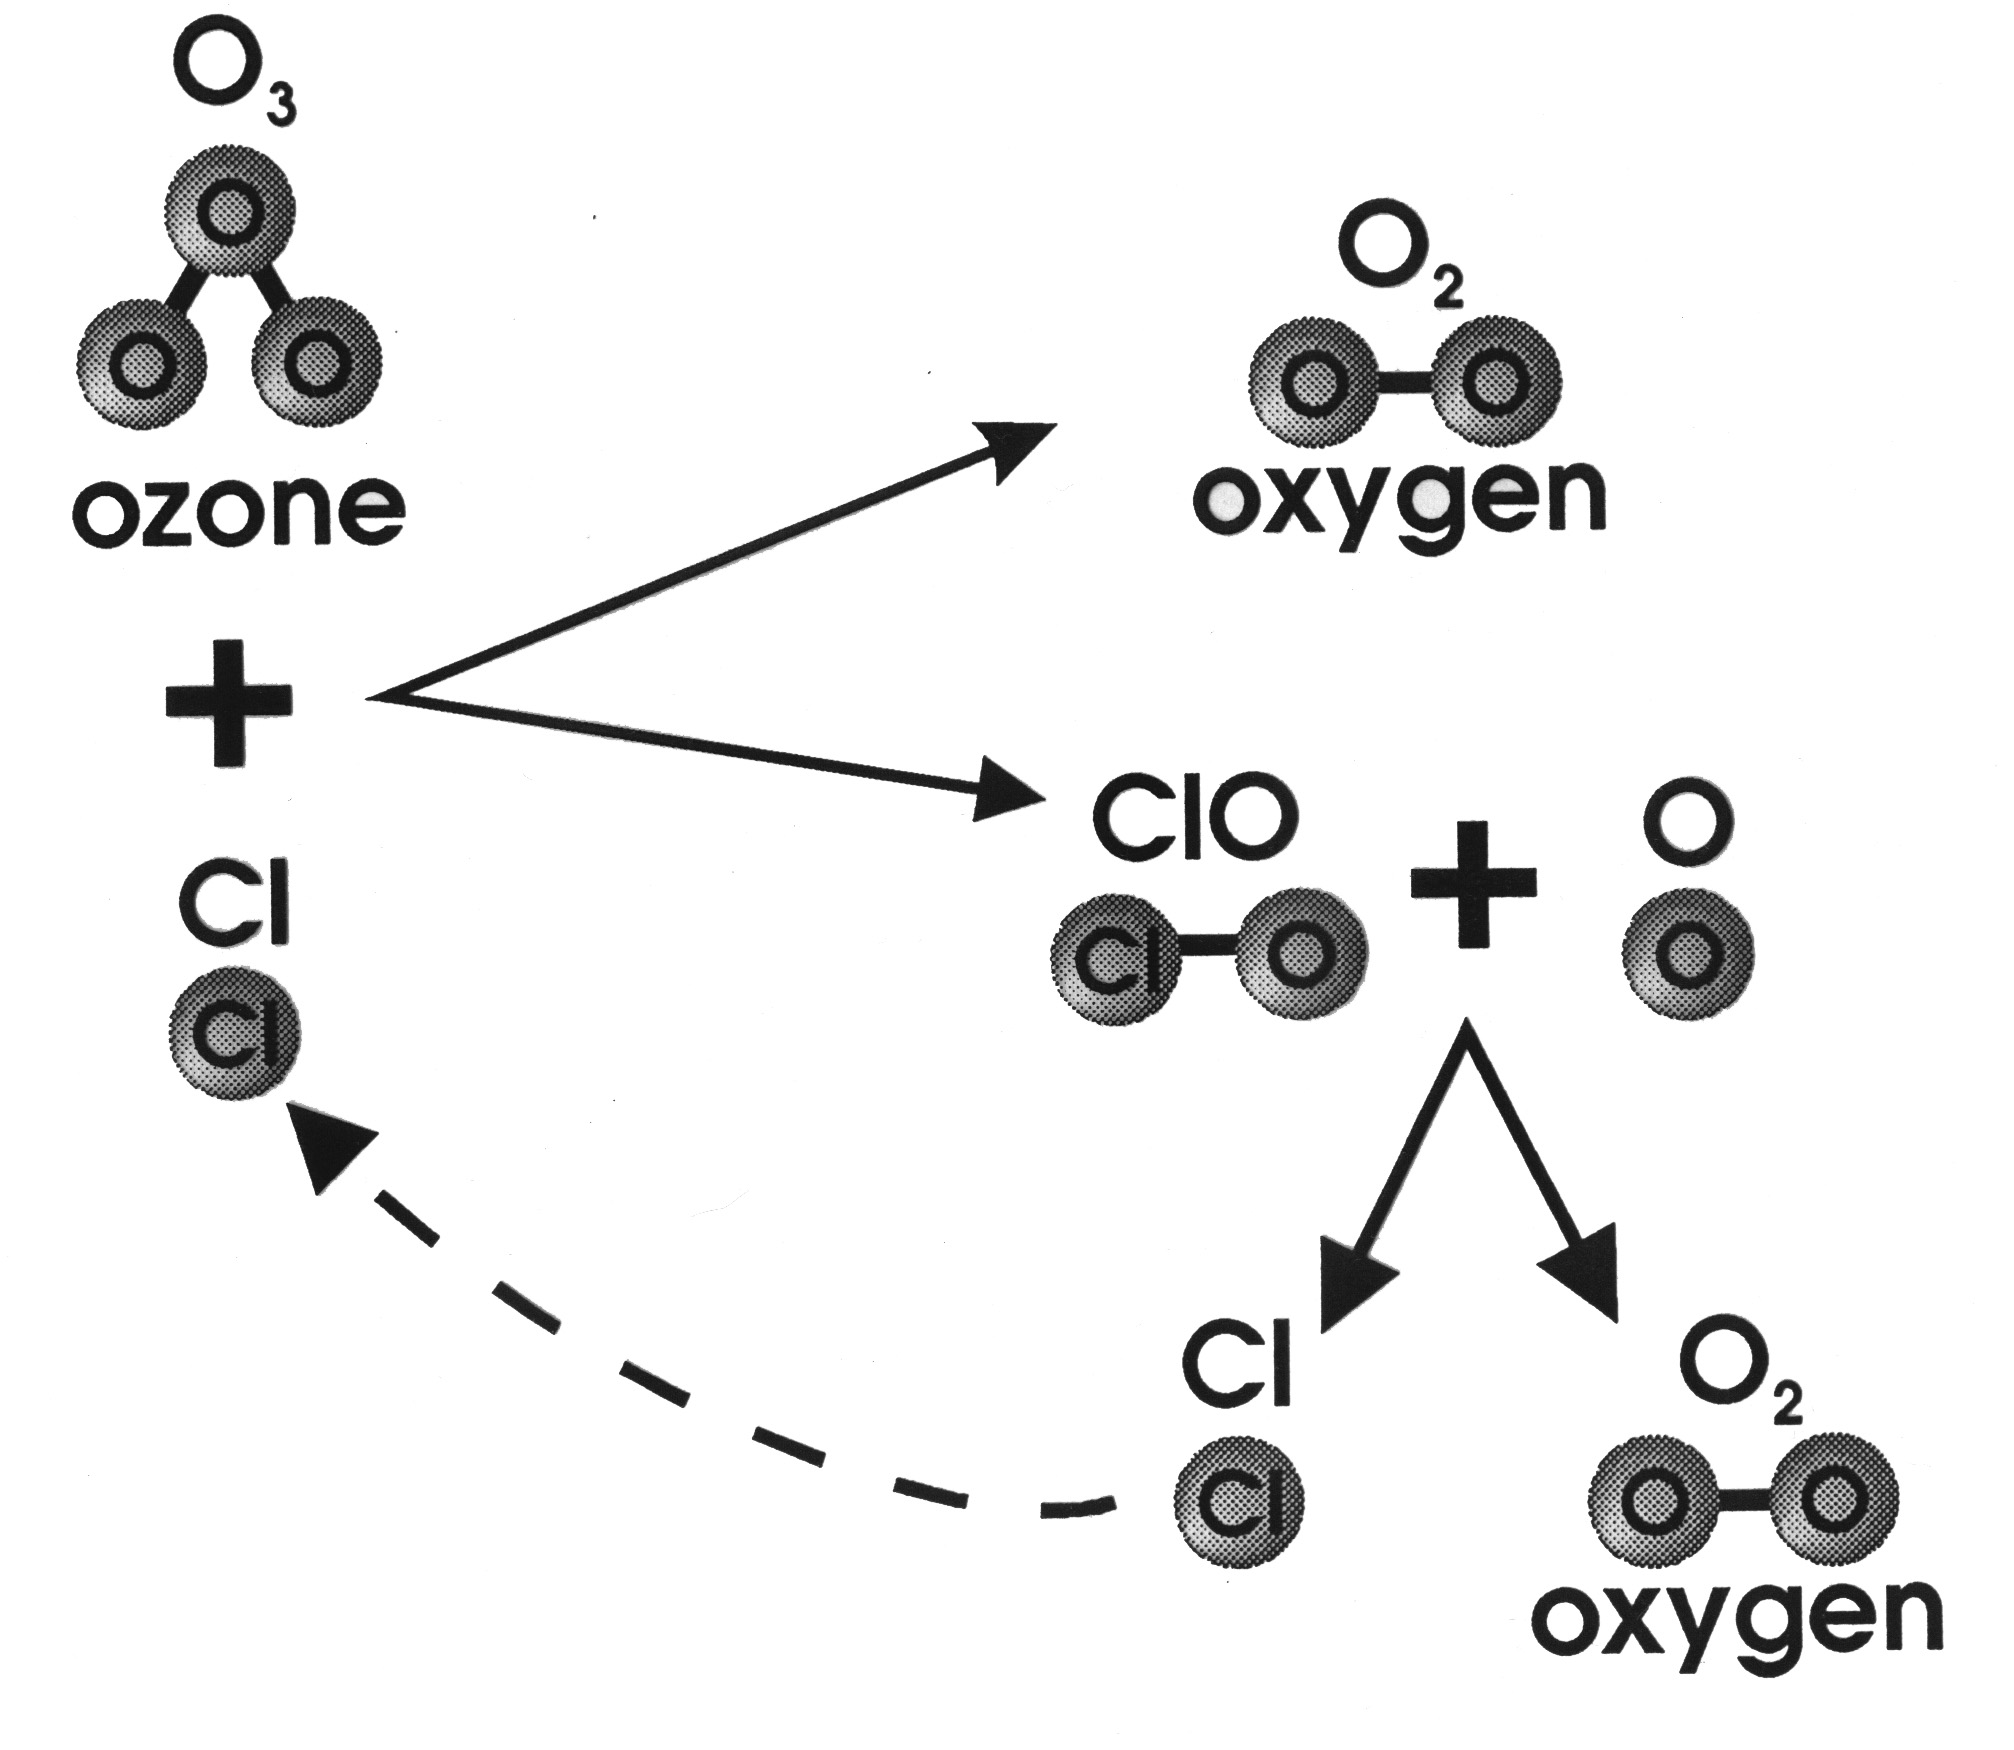 O3
O
O O
ozone
+
Cl
Cl
O2
O O
oxygen
ClO + O
Cl O O
Cl
Cl
O2
O O
oxygen